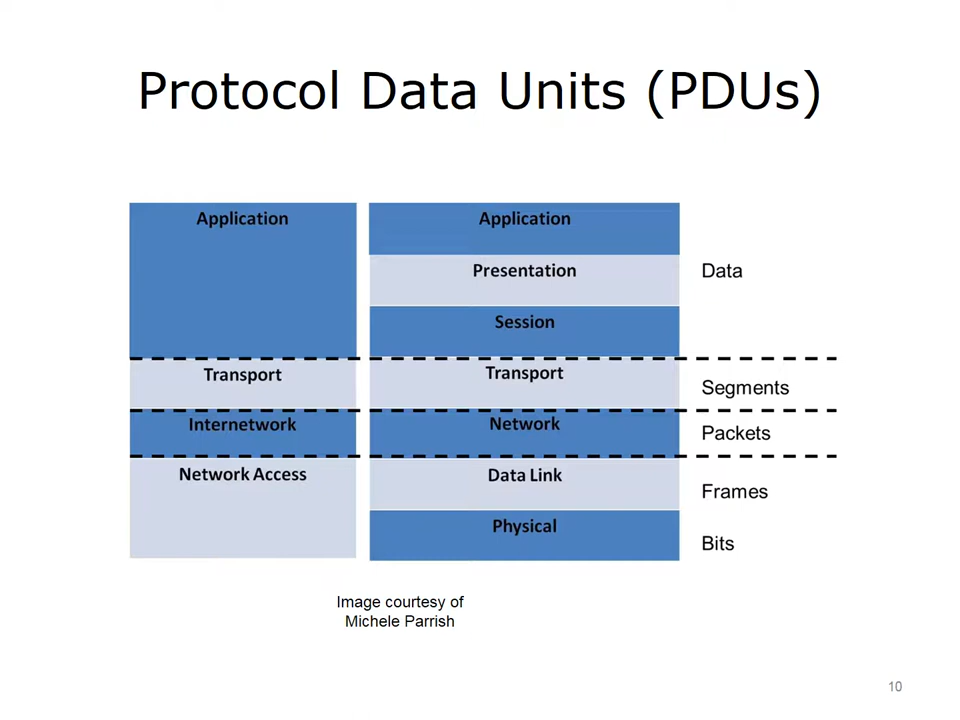 Protocol Data Units (PDUs)
Application
Transport
Internetwork
Network Access
Application
Presentation
Session
Transport
Network
Data Link
Physical
Data
Segments
Packets
Frames
Bits
Image courtesy of
Michele Parrish
10